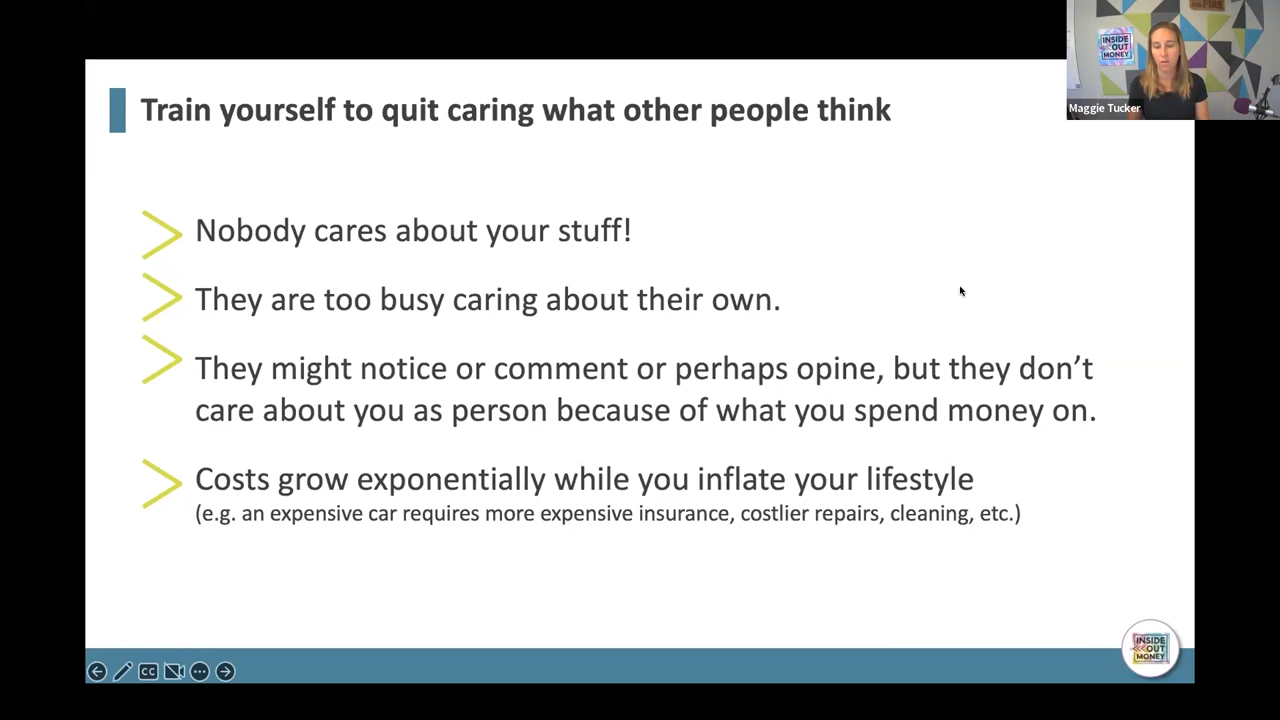 Train yourself to quit caring what other people think
Nobody cares about your stuff!
They are too busy caring about their own.
They might notice or comment or perhaps opine, but they don’t
care about you as person because of what you spend money on.
Costs grow exponentially while you inflate your lifestyle
(e.g. an expensive car requires more expensive insurance, costlier repairs, cleaning, etc.)
INSIDE
OUT
MONEY
Maggie Tucker
CC
INSIDE
OUT
MONEY